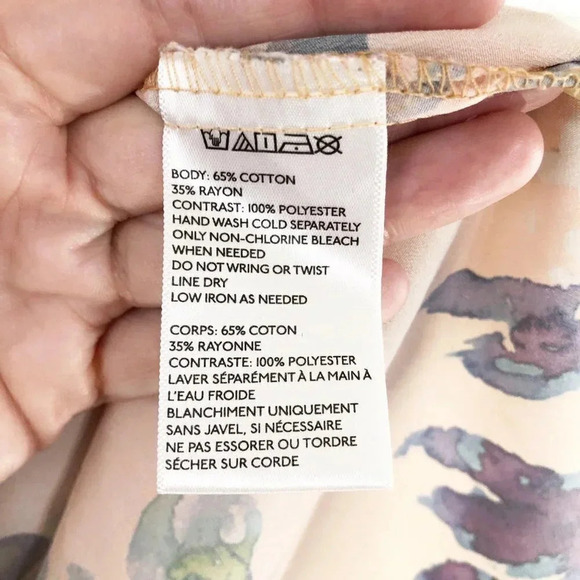 BODY: 65% COTTON
35% RAYON
CONTRAST: 100% POLYESTER
HAND WASH COLD SEPARATELY
ONLY NON-CHLORINE BLEACH
WHEN NEEDED
DO NOT WRING OR TWIST
LINE DRY
LOW IRON AS NEEDED
CORPS: 65% COTON
35% RAYONNE
CONTRASTE: 100% POLYESTER
LAVER SÉPARÉMENT À LA MAIN À
L'EAU FROIDE
BLANCHIMENT UNIQUEMENT
SANS JAVEL, SI NÉCESSAIRE
NE PAS ESSORER OU TORDRE
SÉCHER SUR CORDE